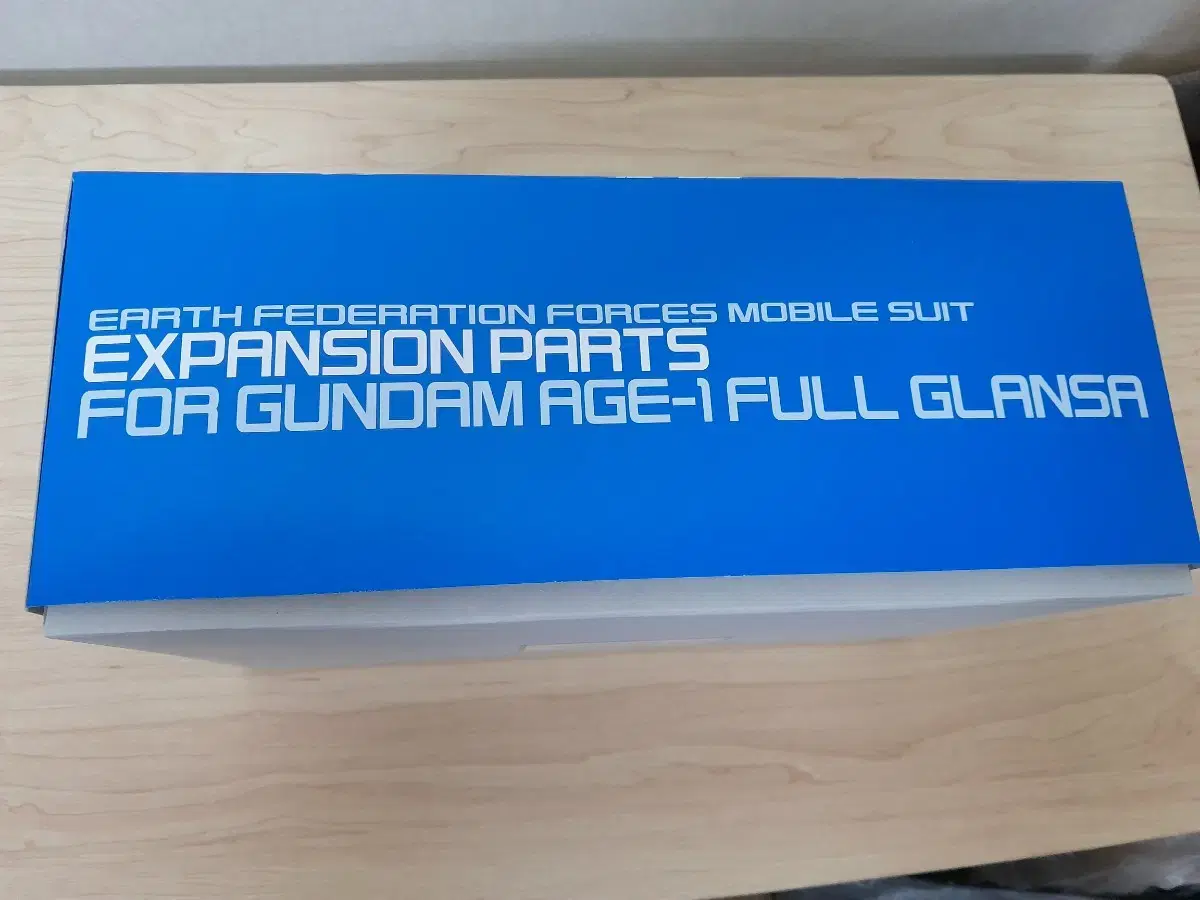 EARTH FEDERATION FORCES MOBILE SUIT
EXPANSION PARTS
FOR GUNDAM AGE-1 FULL GLANSA